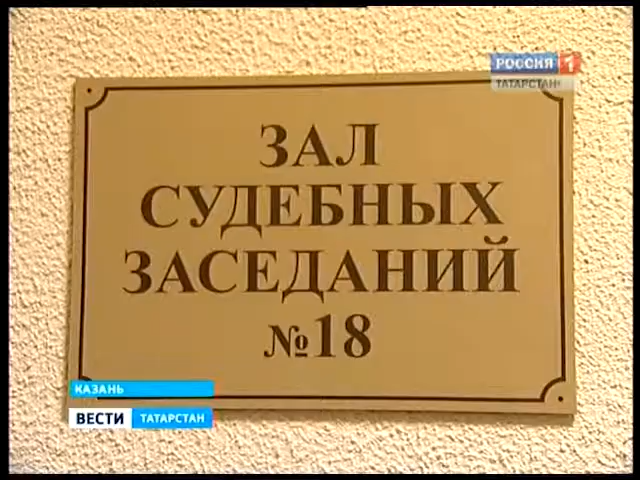 РОССИЯ 1
ТАТАРСТАН
ЗАЛ
СУДЕБНЫХ
ЗАСЕДАНИЙ
№18
КАЗАНЬ
ВЕСТИ ТАТАРСТАН